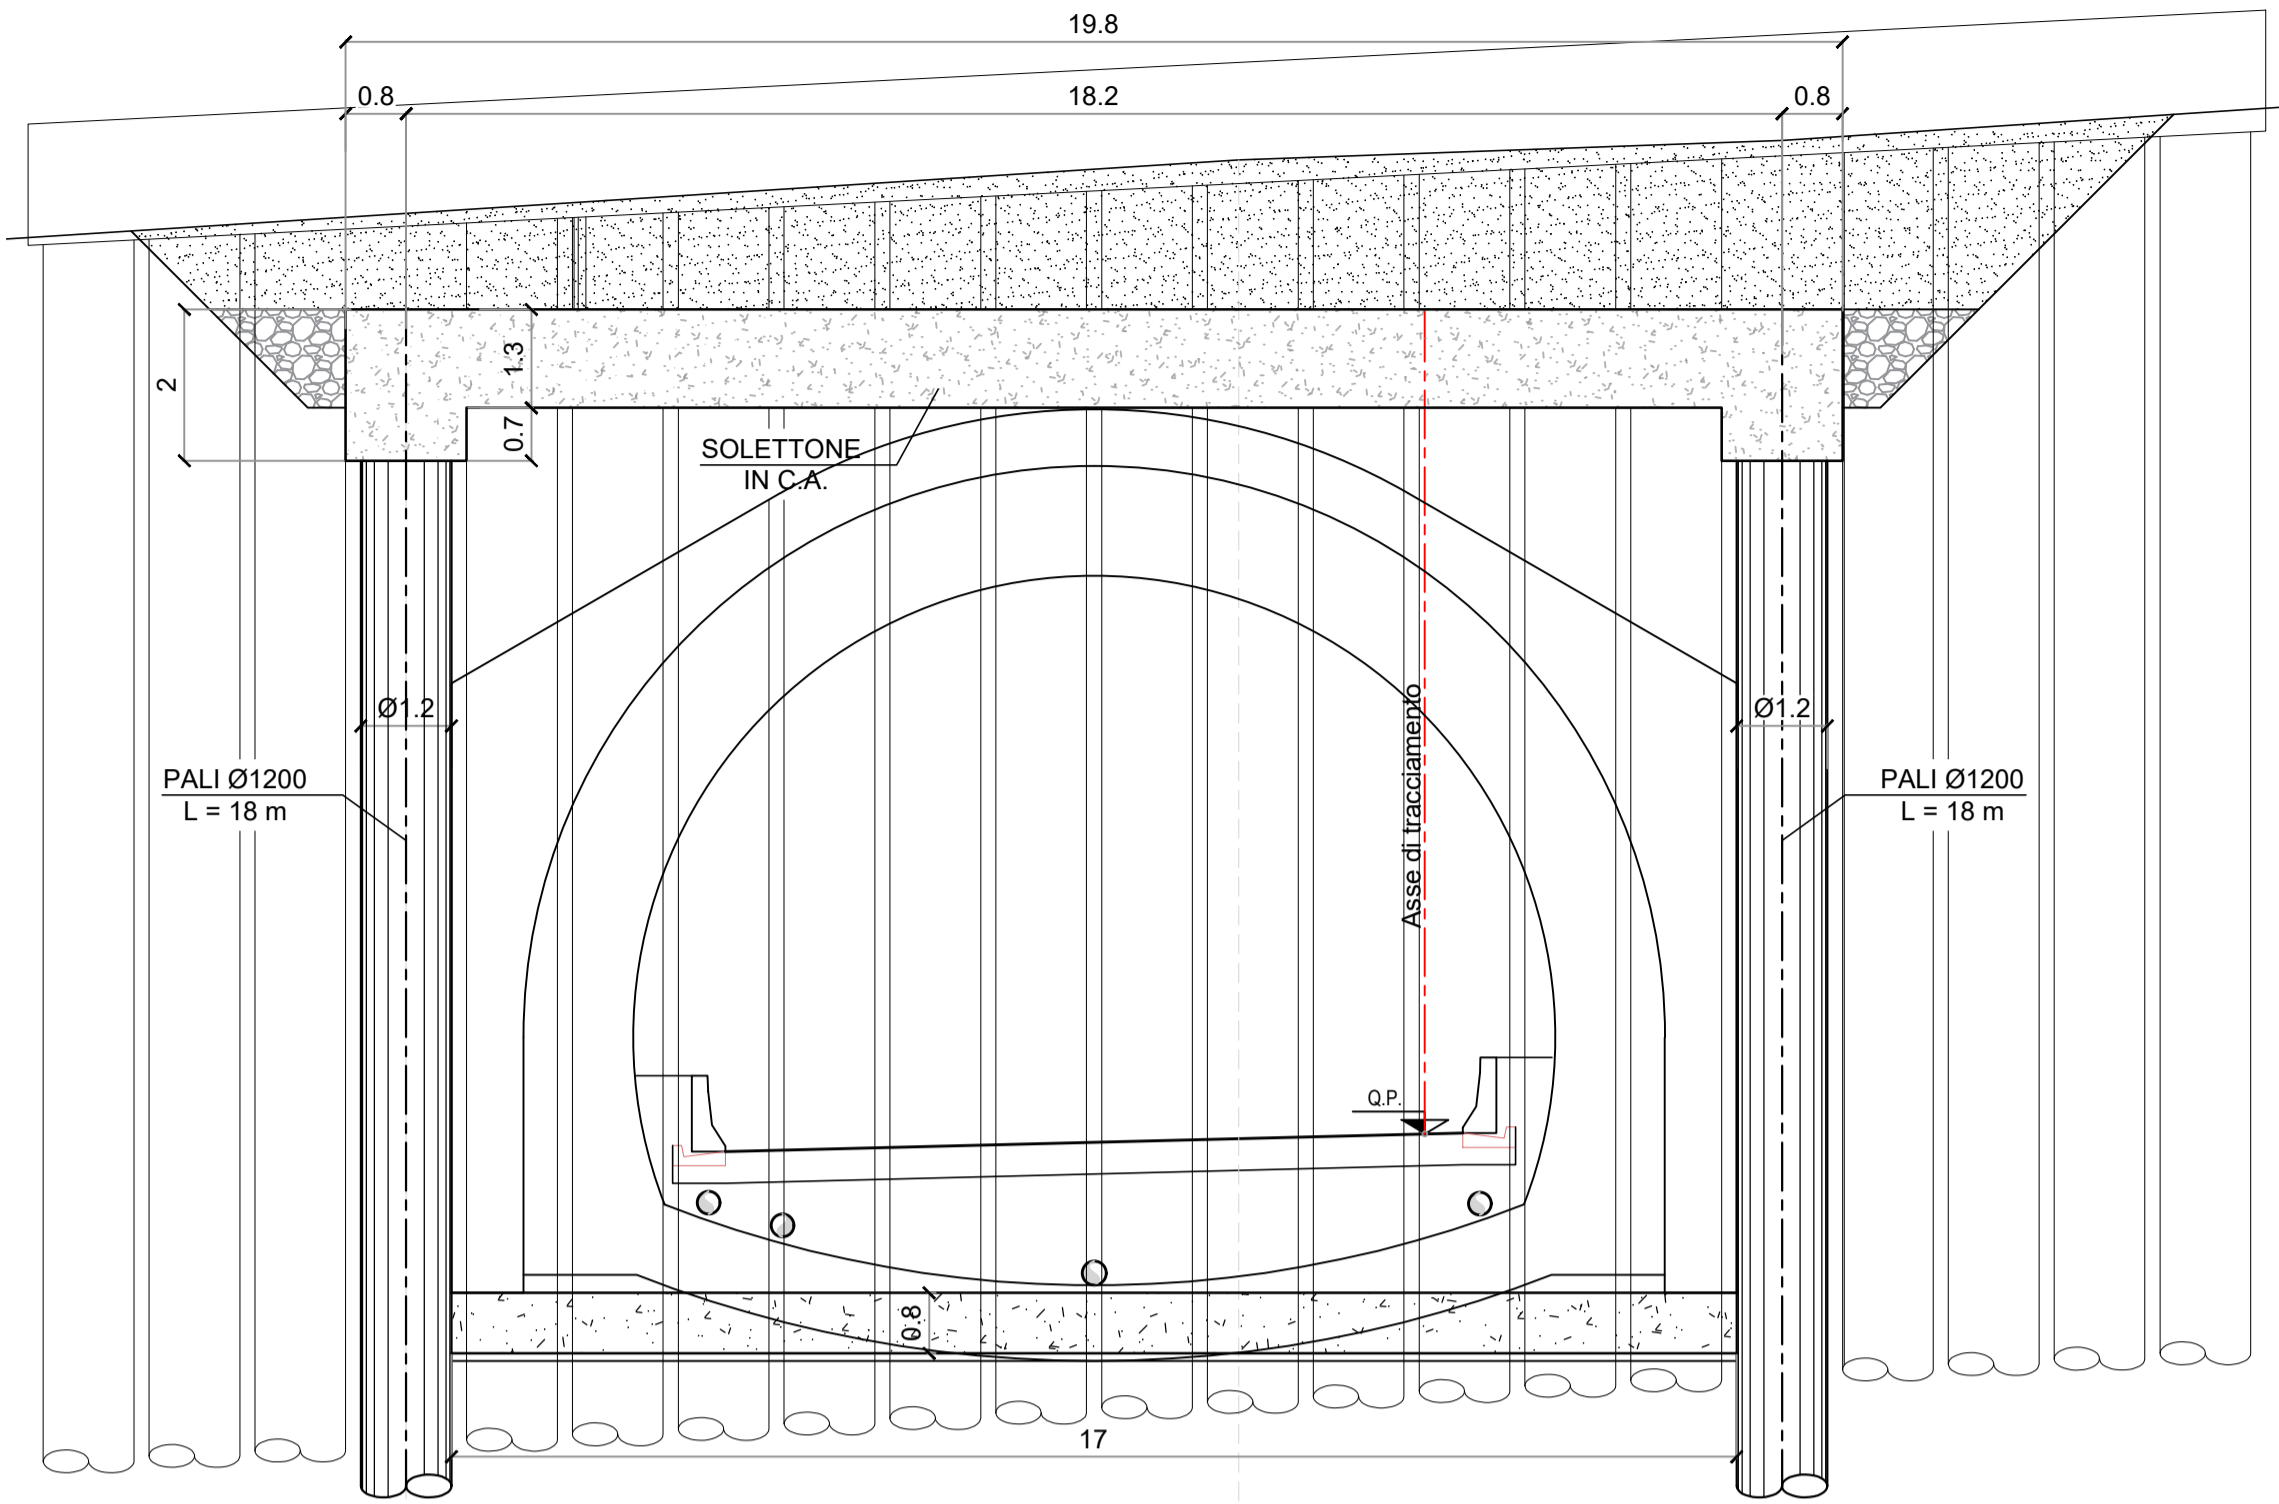 19.8
0.8
18.2
0.8
2
1.3
0.7
SOLETTONE
IN C.A.
Ø1.2
Ø1.2
PALI Ø1200
L = 18 m
PALI Ø1200
L = 18 m
Asse di tracciamento
Q.P.
0.8
17